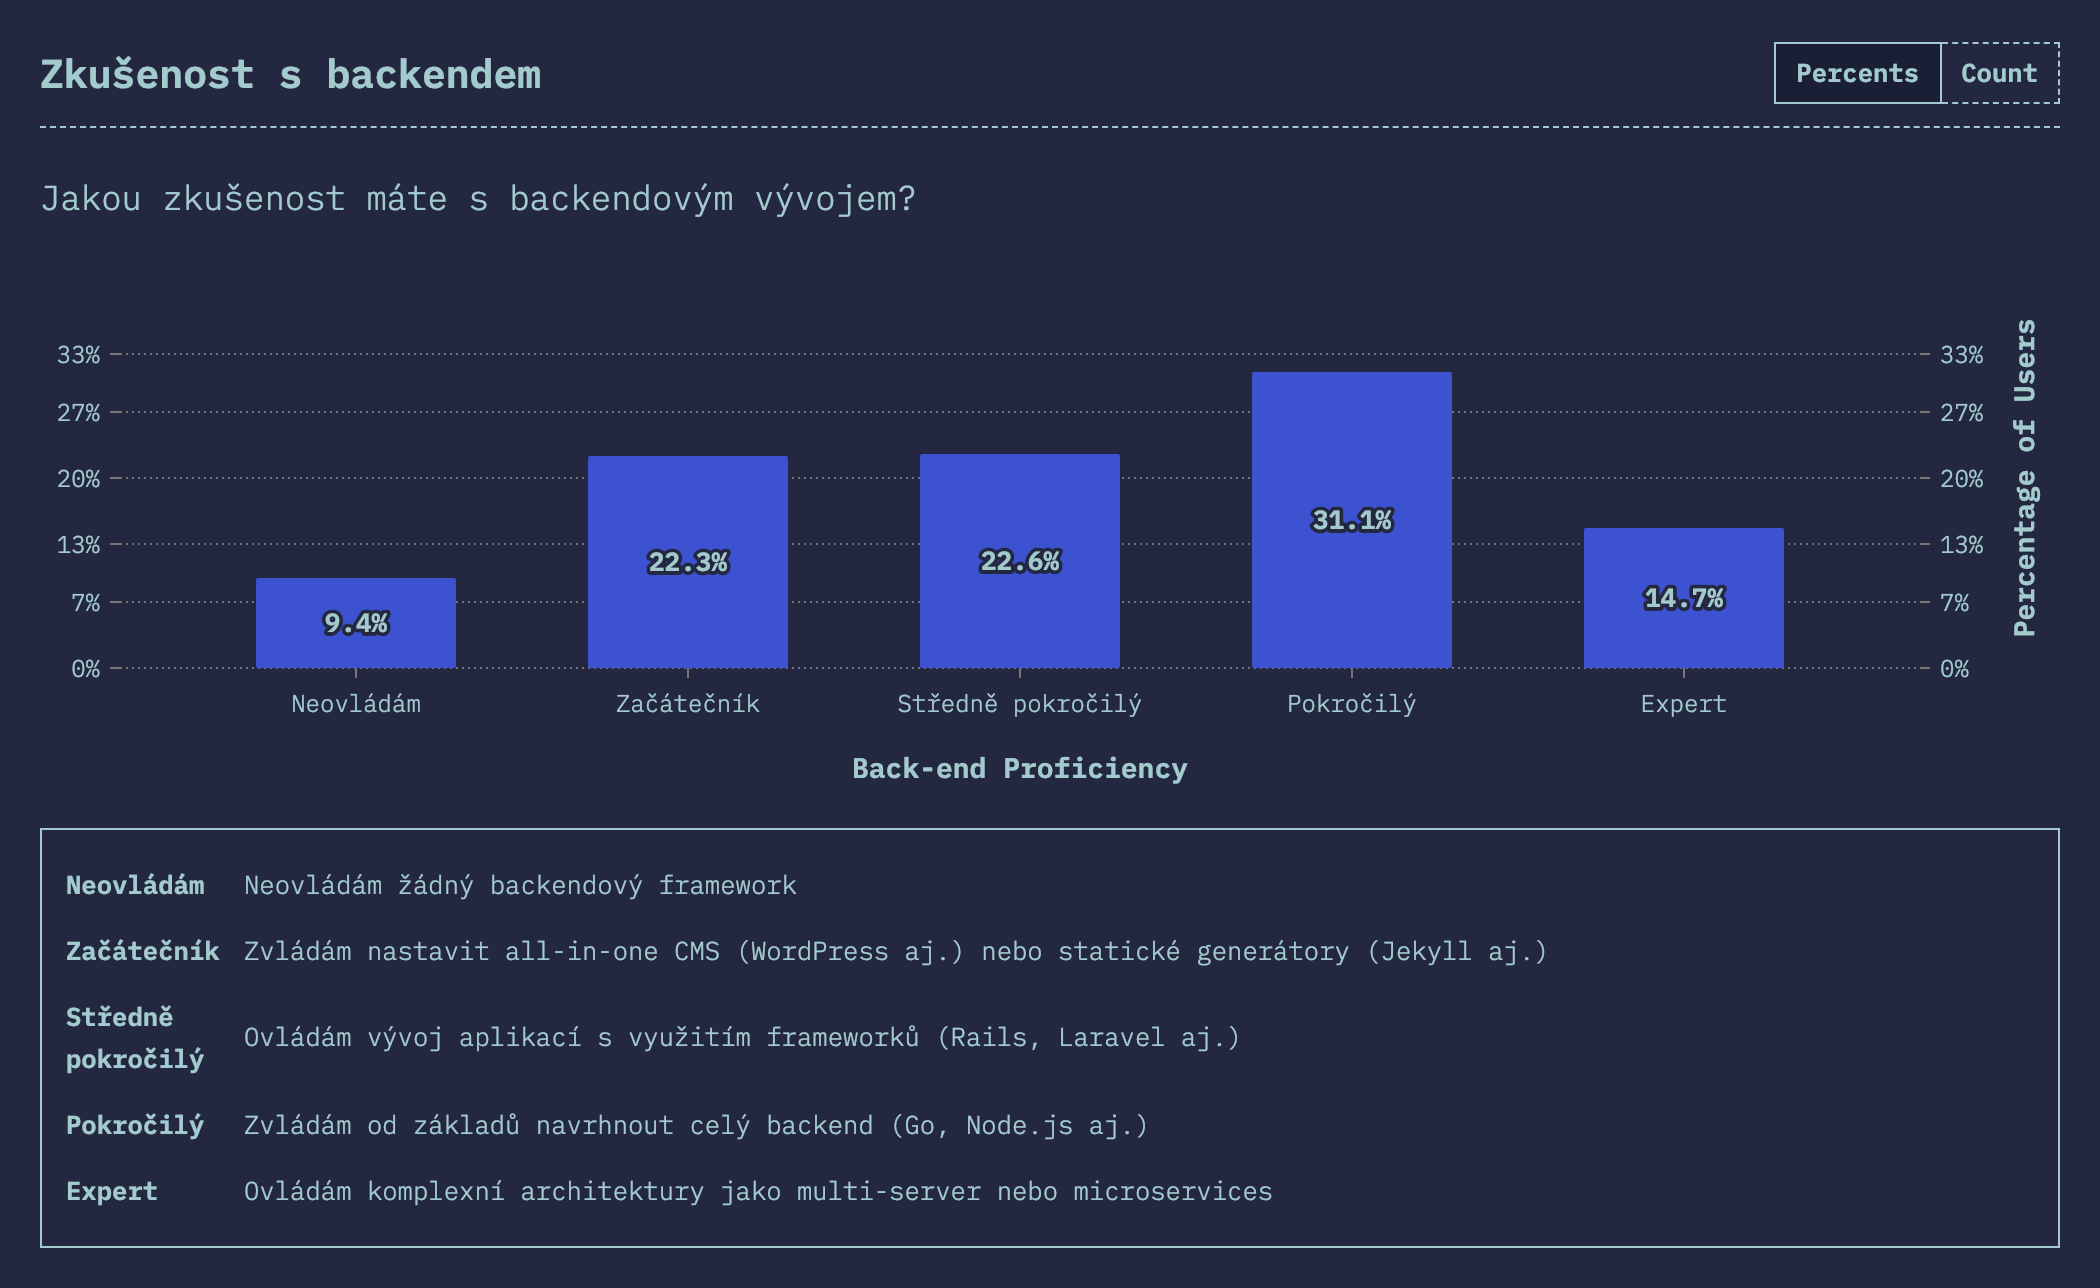 Zkušenost s backendem
Percents
Count
Jakou zkušenost máte s backendovým vývojem?
33%
27%
20%
13%
7%
0%
33%
27%
20%
13%
7%
0%
Percentage of Users
9.4%
22.3%
22.6%
31.1%
14.7%
Neovládám
Začátečník
Středně pokročilý
Pokročilý
Expert
Back-end Proficiency
Neovládám Neovládám žádný backendový framework
Začátečník Zvládám nastavit all-in-one CMS (WordPress aj.) nebo statické generátory (Jekyll aj.)
Středně
pokročilý
Ovládám vývoj aplikací s využitím frameworků (Rails, Laravel aj.)
Pokročilý Zvládám od základů navrhnout celý backend (Go, Node.js aj.)
Expert Ovládám komplexní architektury jako multi-server nebo microservices